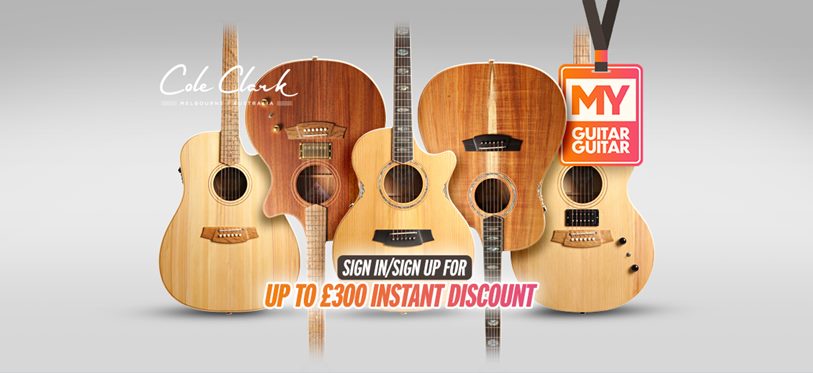 Cole Clark
MELBOURNE • AUSTRALIA
MY
GUITAR
GUITAR
SIGN IN/SIGN UP FOR
UP TO £300 INSTANT DISCOUNT